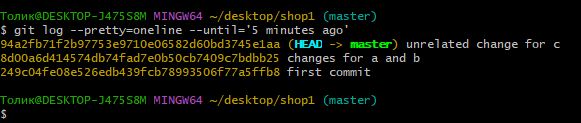 Толик@DESKTOP-J475S8M MINGW64 ~/desktop/shop1 (master)
$ git log --pretty=oneline --until='5 minutes ago'
94a2fb71f2b97753e9710e06582d60bd3745e1aa (HEAD -> master) unrelated change for c
8d00a6d414574db74fad7e0b50cb7409c7bdbb25 changes for a and b
249c04fe08e526edb439fcb78993506f77a5ffb8 first commit
Толик@DESKTOP-J475S8M MINGW64 ~/desktop/shop1 (master)
$